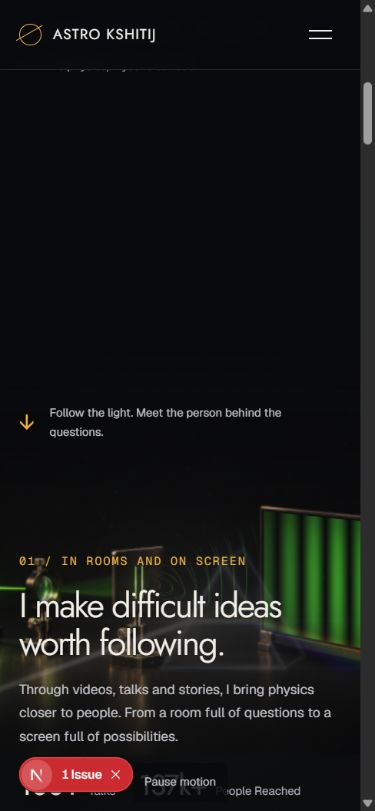 ASTRO KSHITIJ
Follow the light. Meet the person behind the
questions.
01 / IN ROOMS AND ON SCREEN
I make difficult ideas
worth following.
Through videos, talks and stories, I bring physics
closer to people. From a room full of questions to a
screen full of possibilities.
N 1 Issue Pause motion People Reached